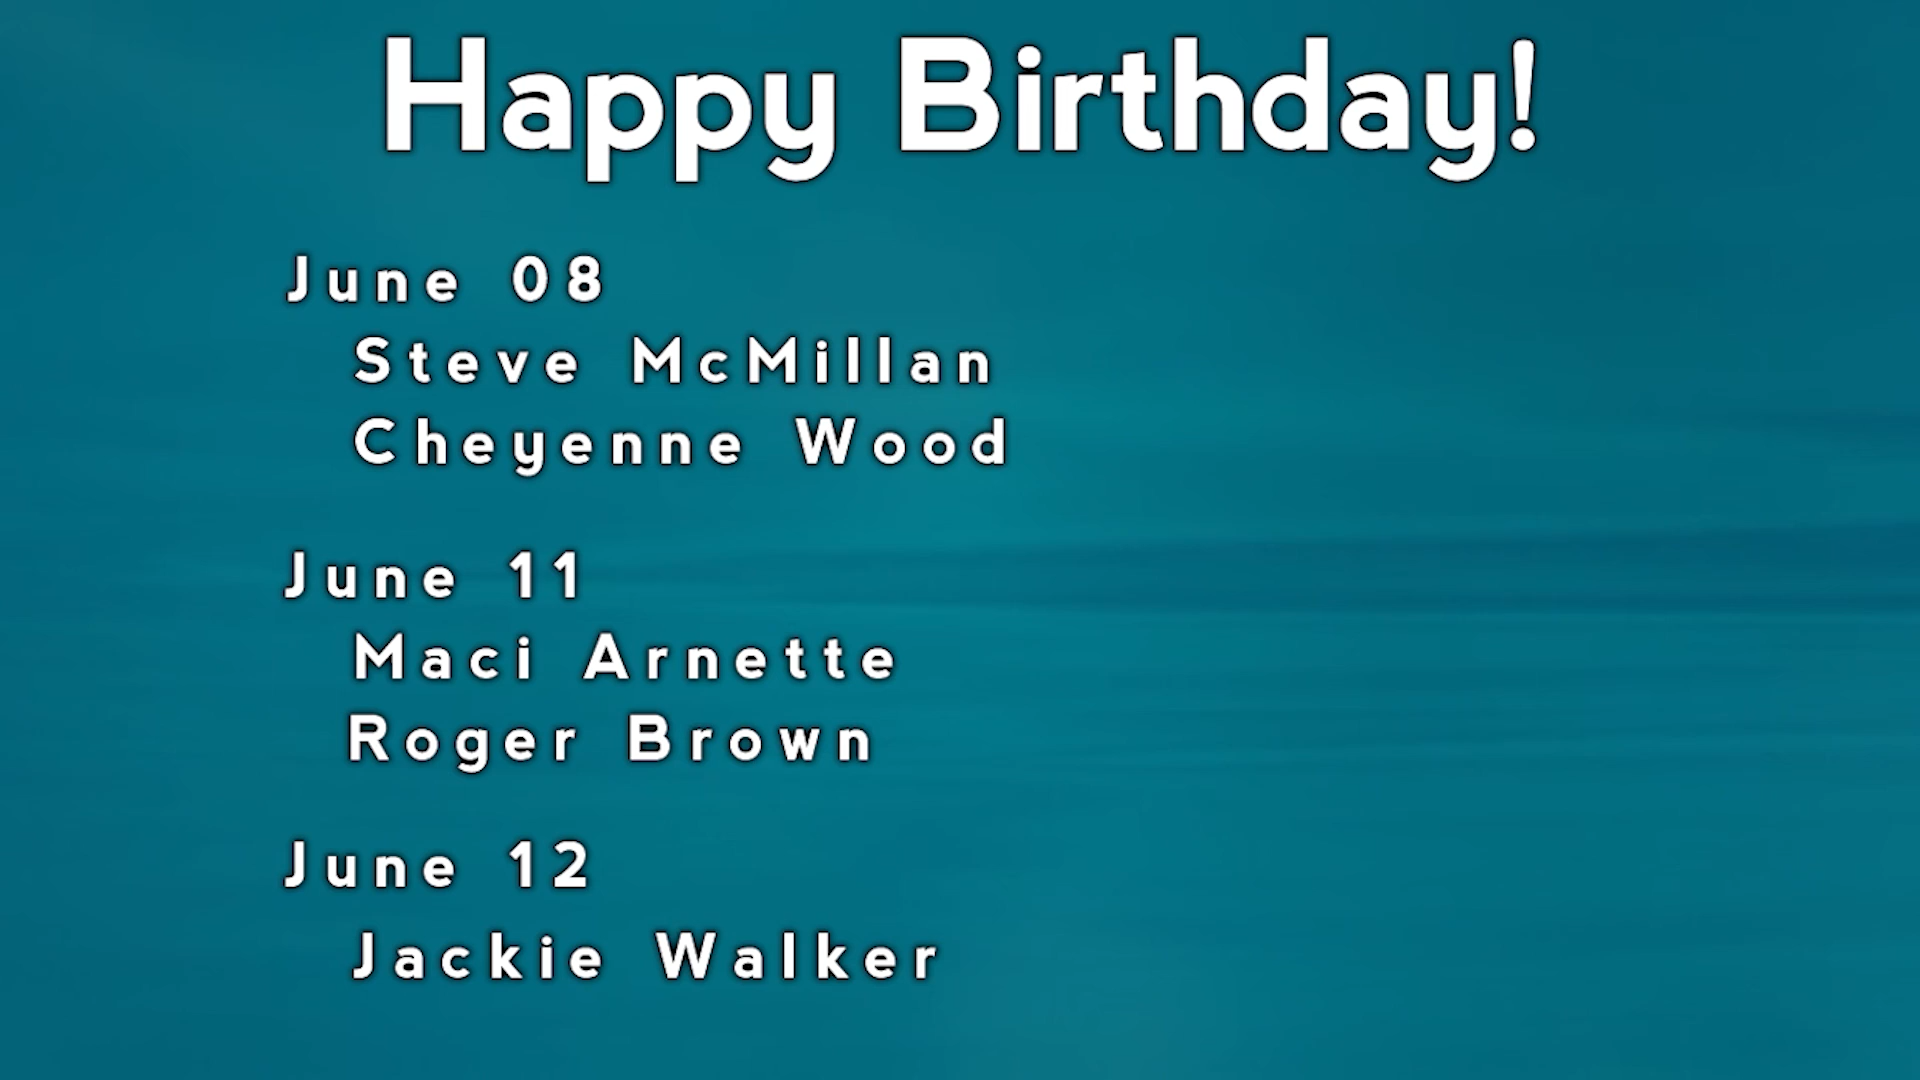 Happy Birthday!
June 08
Steve McMillan
Cheyenne Wood
June 11
Maci Arnette
Roger Brown
June 12
Jackie Walker